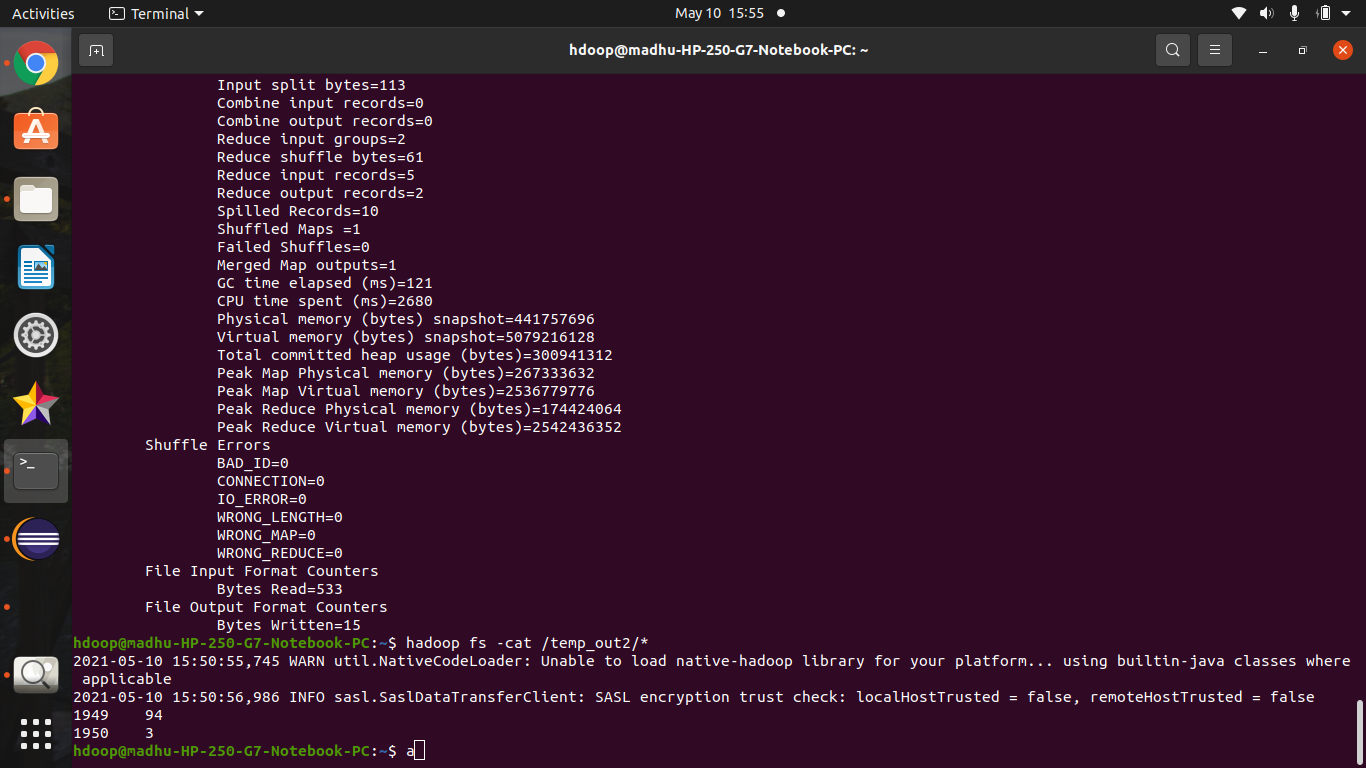 Activities Terminal May 10 15:55
hdoop@madhu-HP-250-G7-Notebook-PC: ~
Input split bytes=113
Combine input records=0
Combine output records=0
Reduce input groups=2
Reduce shuffle bytes=61
Reduce input records=5
Reduce output records=2
Spilled Records=10
Shuffled Maps =1
Failed Shuffles=0
Merged Map outputs=1
GC time elapsed (ms)=121
CPU time spent (ms)=2680
Physical memory (bytes) snapshot=441757696
Virtual memory (bytes) snapshot=5079216128
Total committed heap usage (bytes)=300941312
Peak Map Physical memory (bytes)=267333632
Peak Map Virtual memory (bytes)=2536779776
Peak Reduce Physical memory (bytes)=174424064
Peak Reduce Virtual memory (bytes)=2542436352
Shuffle Errors
BAD_ID=0
CONNECTION=0
IO_ERROR=0
WRONG_LENGTH=0
WRONG_MAP=0
WRONG_REDUCE=0
File Input Format Counters
Bytes Read=533
File Output Format Counters
Bytes Written=15
hdoop@madhu-HP-250-G7-Notebook-PC:~$ hadoop fs -cat /temp_out2/*
2021-05-10 15:50:55,745 WARN util.NativeCodeLoader: Unable to load native-hadoop library for your platform... using builtin-java classes where
applicable
2021-05-10 15:50:56,986 INFO sasl.SaslDataTransferClient: SASL encryption trust check: localHostTrusted = false, remoteHostTrusted = false
1949 94
1950 3
hdoop@madhu-HP-250-G7-Notebook-PC:~$ a